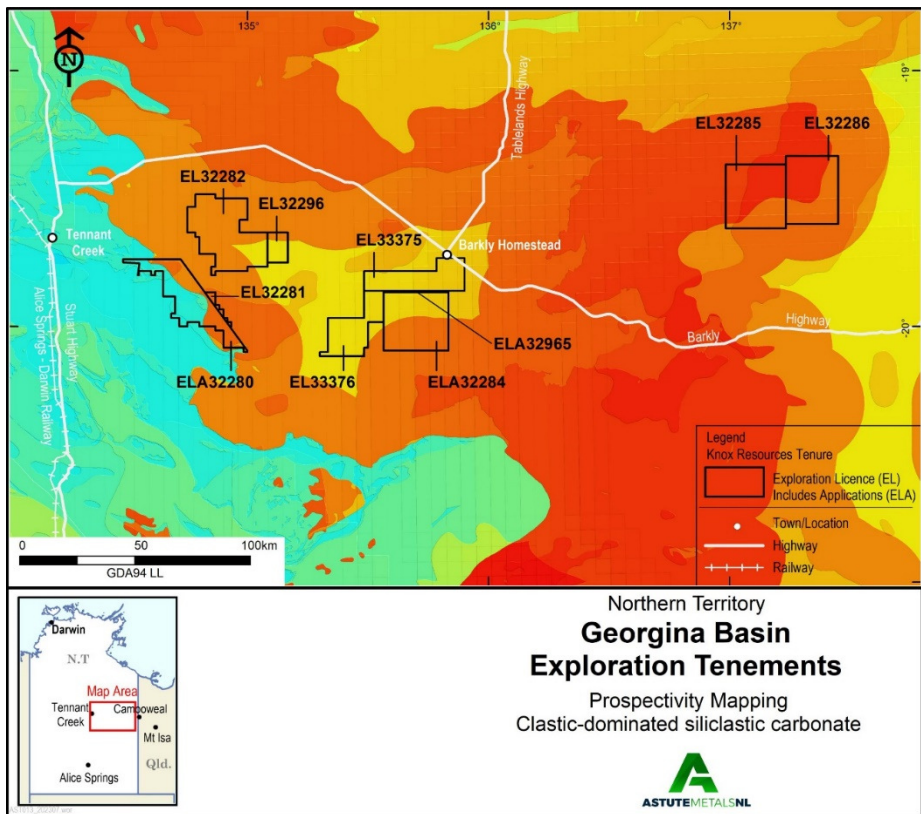 135°
136°
137°
-19°
N
Tablelands Highway
EL32285
EL32286
EL32282
EL32296
Tennant
Creek
EL33375
Barkly Homestead
EL32281
ELA32965
-20°
Barkly
Highway
Stuart Highway
Alice Springs - Darwin Railway
ELA32280
EL33376
ELA32284
Legend
Knox Resources Tenure
Exploration Licence (EL)
Includes Applications (ELA)
Town/Location
Highway
Railway
0 50 100km
GDA94 LL
Darwin
N.T
Map Area
Tennant
Creek
Camooweal
Mt Isa
Qld.
Alice Springs
Northern Territory
Georgina Basin
Exploration Tenements
Prospectivity Mapping
Clastic-dominated siliclastic carbonate
ASTUTEMETALSNL